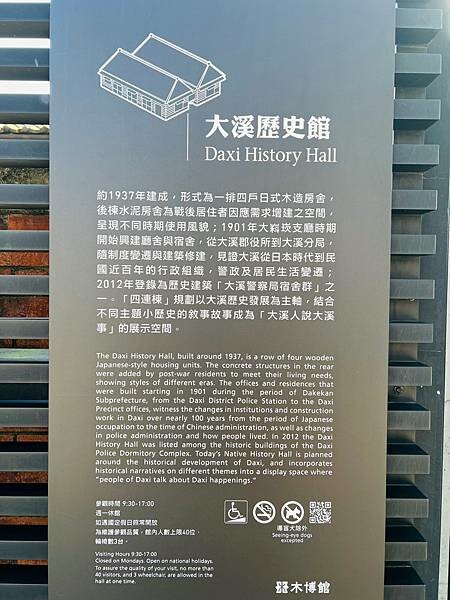 大溪歷史館
Daxi History Hall
約1937年建成，形式為一排四戶日式木造房舍，
後棟水泥房舍為戰後居住者因應需求增建之空間，
呈現不同時期使用風貌；1901年大嵙崁支廳時期
開始興建廳舍與宿舍，從大溪郡役所到大溪分局，
隨制度變遷與建築修建，見證大溪從日本時代到民
國近百年的行政組織，警政及居民生活變遷；
2012年登錄為歷史建築「大溪警察局宿舍群」之
一。「四連棟」規劃以大溪歷史發展為主軸，結合
不同主題小歷史的敘事故事成為「大溪人說大溪
事」的展示空間。
The Daxi History Hall, built around 1937, is a row of four wooden
Japanese-style housing units. The concrete structures in the rear
were added by post-war residents to meet their living needs,
showing styles of different eras. The offices and residences that
were built starting in 1901 during the period of Dakekan
Subprefecture, from the Daxi District Police Station to the Daxi
Precinct offices, witness the changes in institutions and construction
work in Daxi over nearly 100 years from the period of Japanese
occupation to the time of Chinese administration, as well as changes
in police administration and how people lived. In 2012 the Daxi
History Hall was listed among the historic buildings of the Daxi
Police Dormitory Complex. Today's Native History Hall is planned
around the historical development of Daxi, and incorporates
historical narratives on different themes into a display space where
“people of Daxi talk about Daxi happenings.”
參觀時間 9:30-17:00
週一休館
如遇國定假日照常開放
為維護參觀品質，館內人數上限40位，
輪椅數3台。
Visiting Hours 9:30-17:00
Closed on Mondays. Open on national holidays.
To assure the quality of your visit, no more than
40 visitors, and 3 wheelchair, are allowed in the
hall at one time.
導盲犬除外
Seeing-eye dogs
excepted
木博館